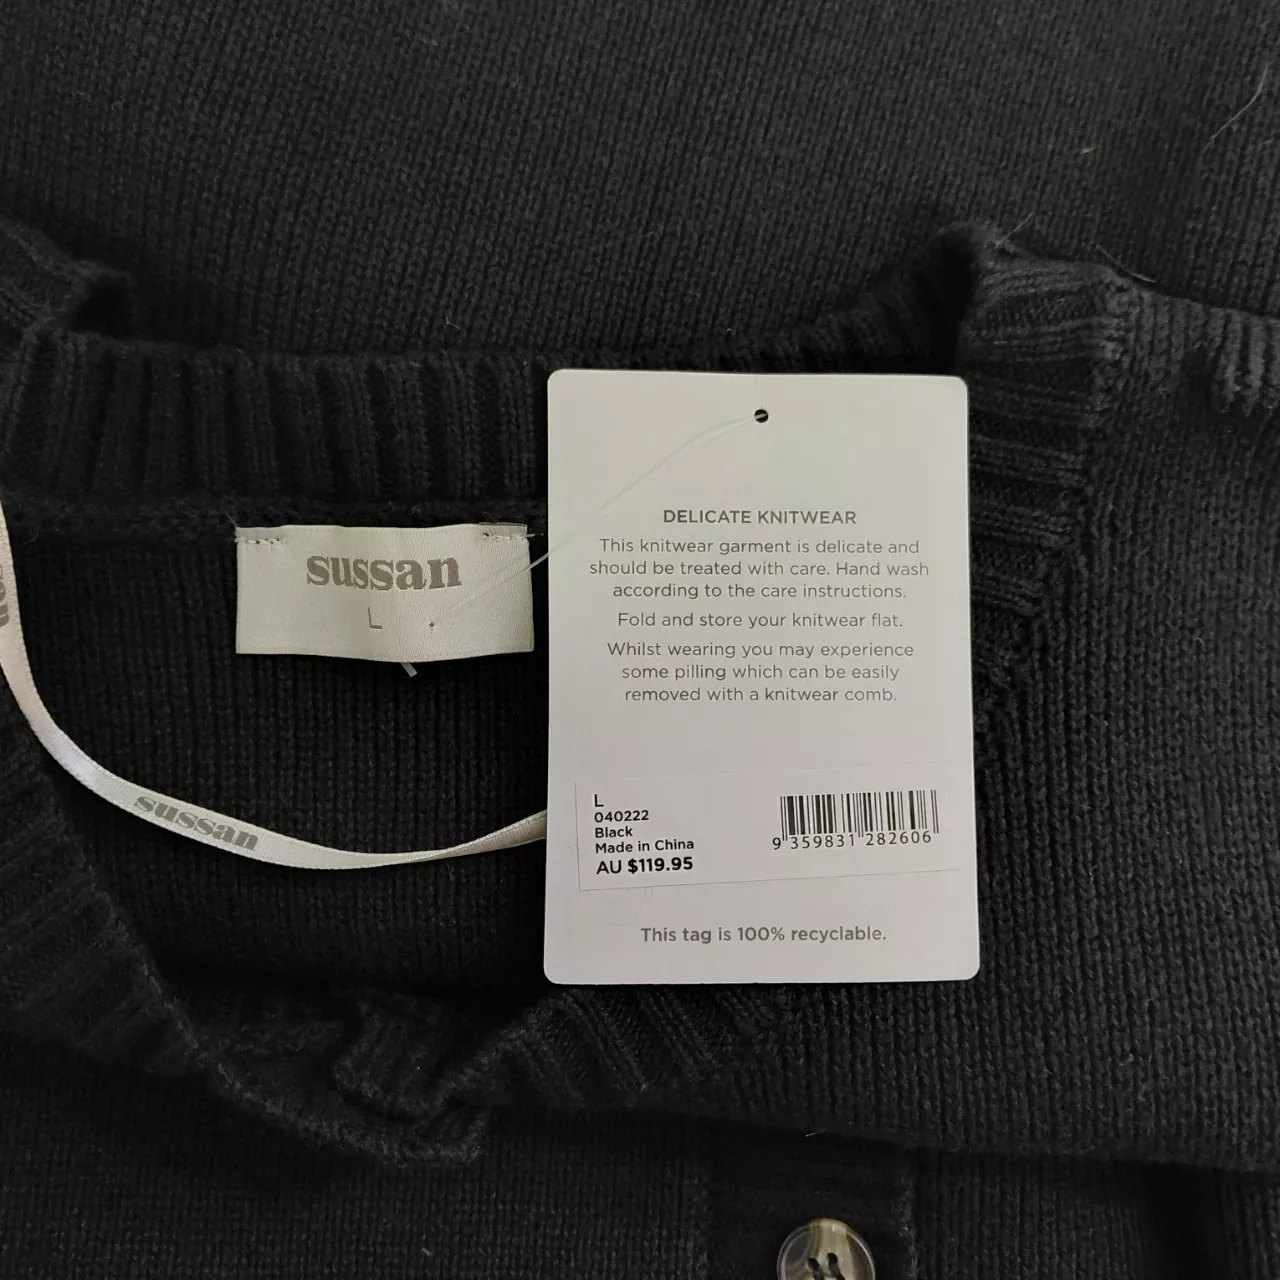 sussan
L
sussan
DELICATE KNITWEAR
This knitwear garment is delicate and
should be treated with care. Hand wash
according to the care instructions.
Fold and store your knitwear flat.
Whilst wearing you may experience
some pilling which can be easily
removed with a knitwear comb.
L
040222
Black
Made in China
AU $119.95
9 359831 282606
This tag is 100% recyclable.